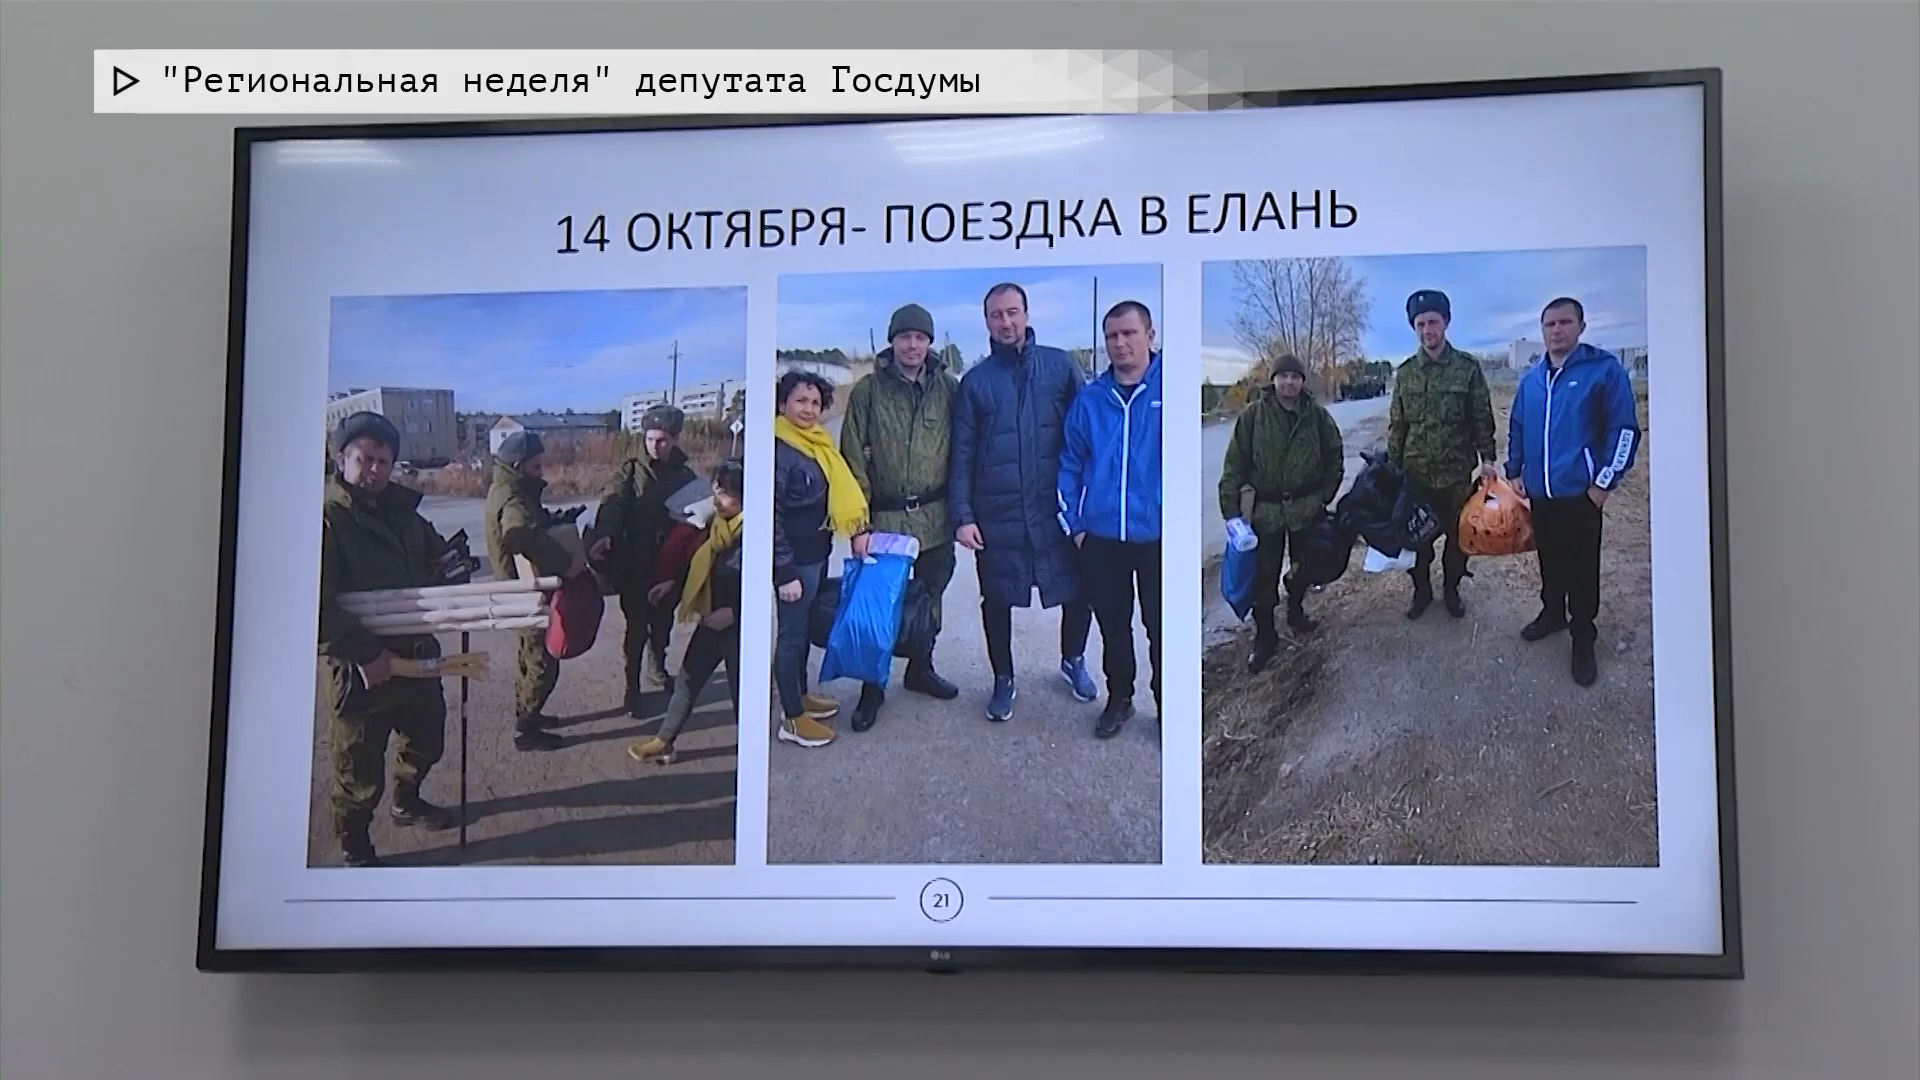 "Региональная неделя" депутата Госдумы
14 ОКТЯБРЯ- ПОЕЗДКА В ЕЛАНЬ
21
LG